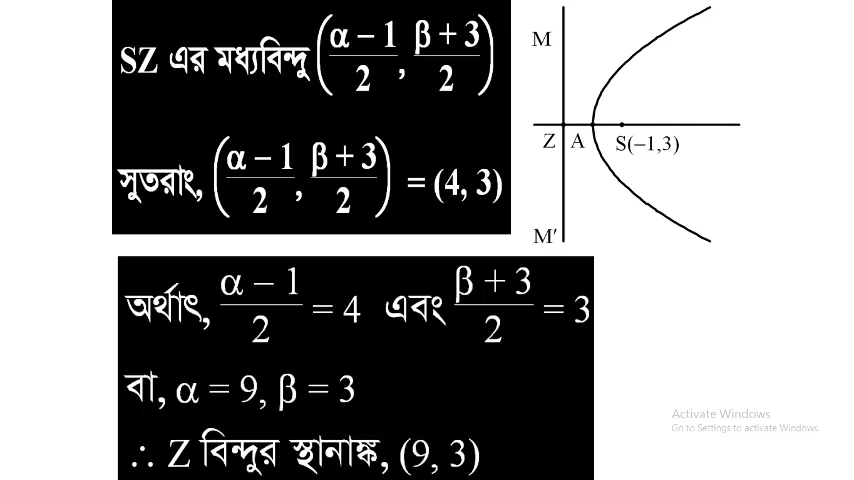 SZ এর মধ্যবিন্দু (α − 1/2, β + 3/2)
সুতরাং, (α − 1/2, β + 3/2) = (4, 3)
M
Z A S(−1,3)
M′
অর্থাৎ, α − 1/2 = 4 এবং β + 3/2 = 3
বা, α = 9, β = 3
∴ Z বিন্দুর স্থানাঙ্ক, (9, 3)
Activate Windows
Go to Settings to activate Windows.